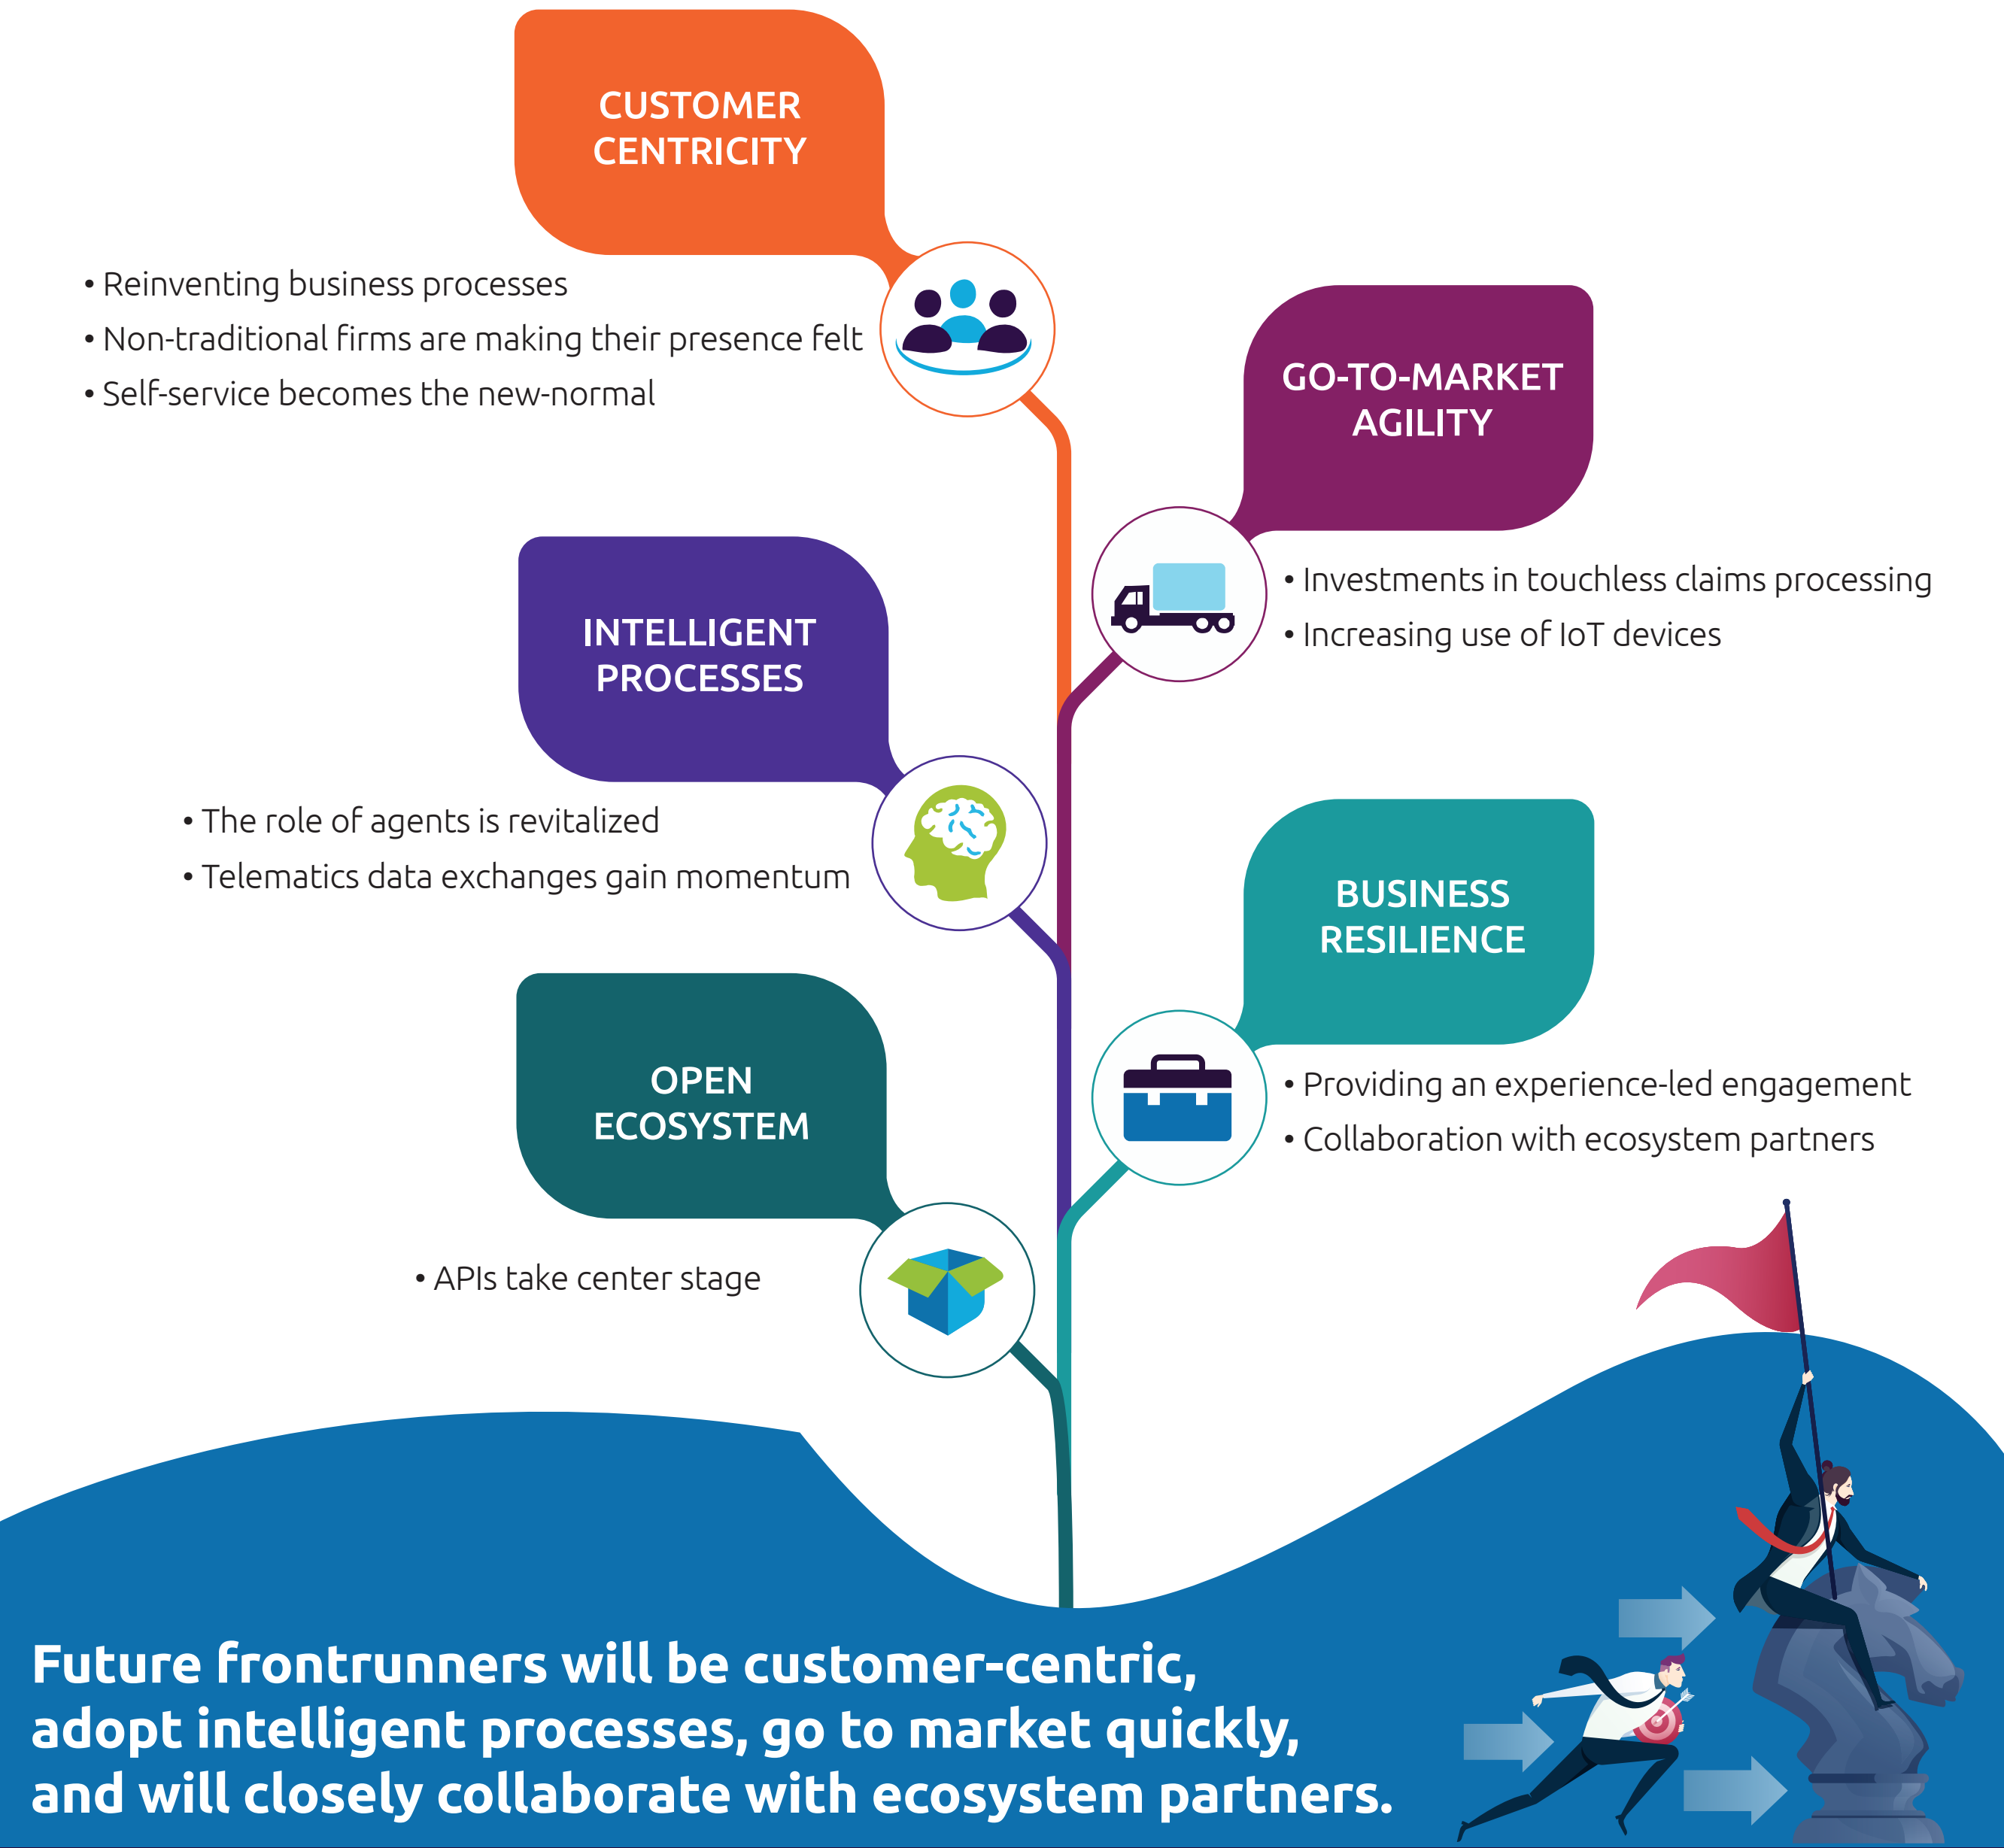 CUSTOMER
CENTRICITY
• Reinventing business processes
• Non-traditional firms are making their presence felt
• Self-service becomes the new-normal
GO-TO-MARKET
AGILITY
• Investments in touchless claims processing
• Increasing use of IoT devices
INTELLIGENT
PROCESSES
• The role of agents is revitalized
• Telematics data exchanges gain momentum
BUSINESS
RESILIENCE
• Providing an experience-led engagement
• Collaboration with ecosystem partners
OPEN
ECOSYSTEM
• APIs take center stage
Future frontrunners will be customer-centric,
adopt intelligent processes, go to market quickly,
and will closely collaborate with ecosystem partners.